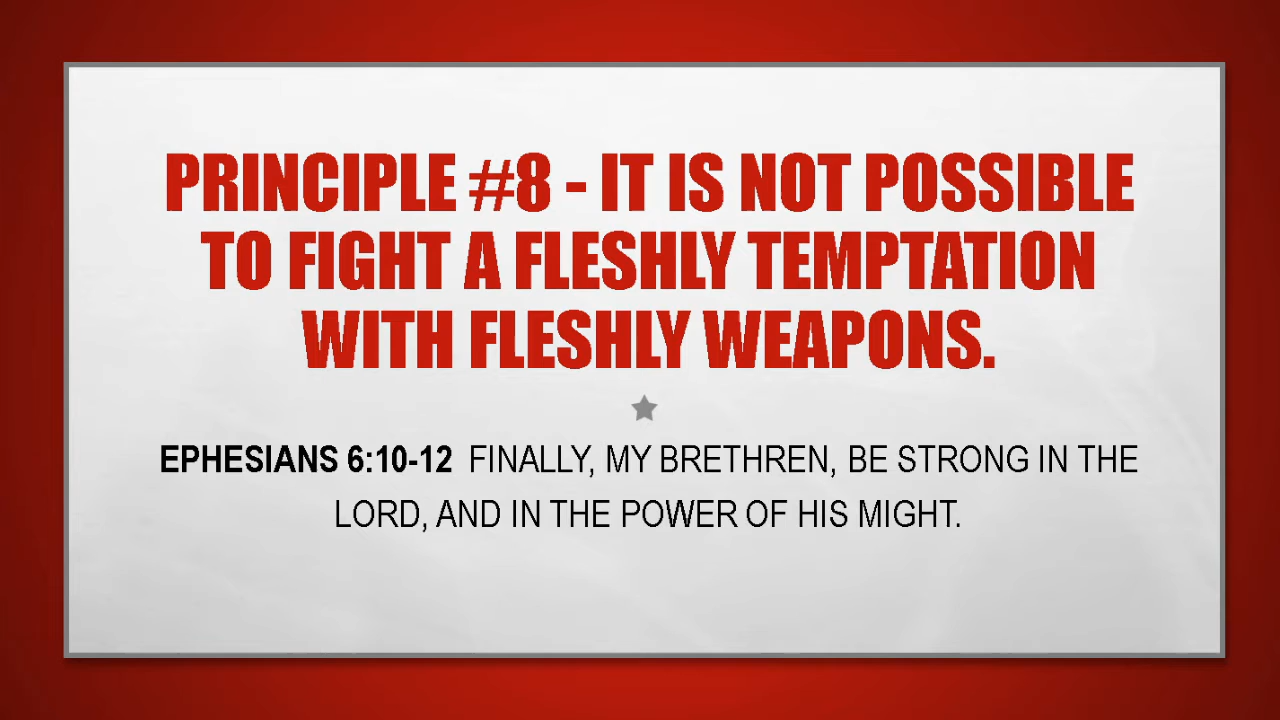 PRINCIPLE #8 - IT IS NOT POSSIBLE
TO FIGHT A FLESHLY TEMPTATION
WITH FLESHLY WEAPONS.
EPHESIANS 6:10-12 FINALLY, MY BRETHREN, BE STRONG IN THE
LORD, AND IN THE POWER OF HIS MIGHT.